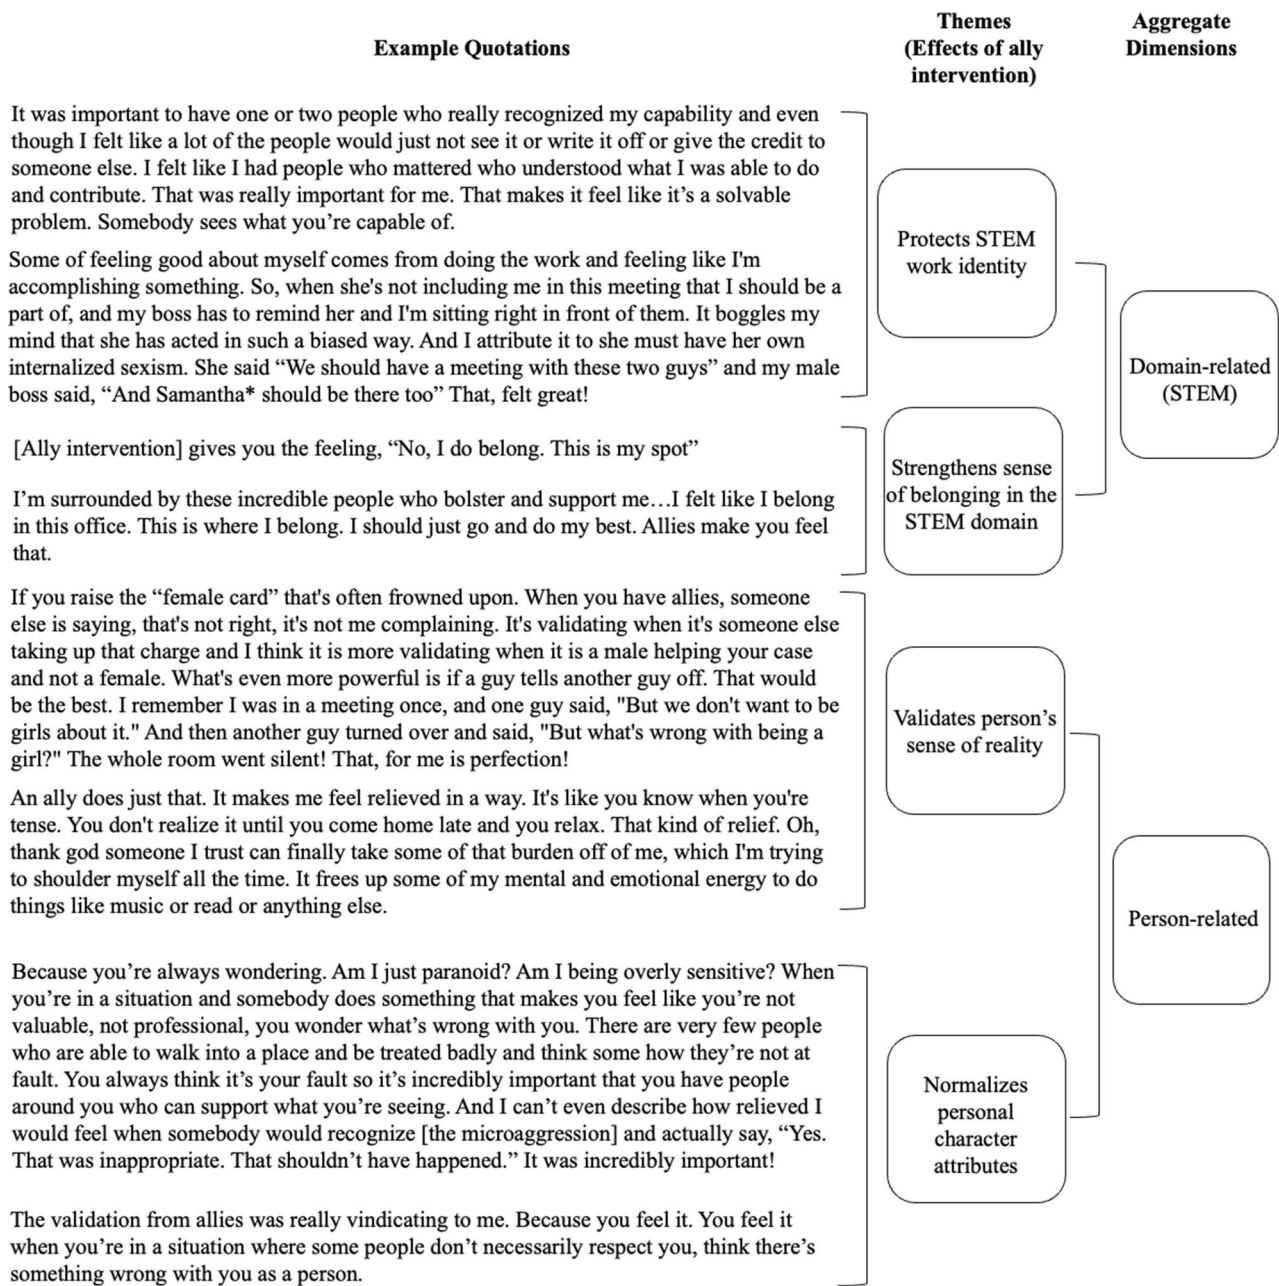 Example Quotations
Themes
(Effects of ally
intervention)
Aggregate
Dimensions
It was important to have one or two people who really recognized my capability and even
though I felt like a lot of the people would just not see it or write it off or give the credit to
someone else. I felt like I had people who mattered who understood what I was able to do
and contribute. That was really important for me. That makes it feel like it’s a solvable
problem. Somebody sees what you’re capable of.
Some of feeling good about myself comes from doing the work and feeling like I'm
accomplishing something. So, when she's not including me in this meeting that I should be a
part of, and my boss has to remind her and I'm sitting right in front of them. It boggles my
mind that she has acted in such a biased way. And I attribute it to she must have her own
internalized sexism. She said “We should have a meeting with these two guys” and my male
boss said, “And Samantha* should be there too” That, felt great!
Protects STEM
work identity
[Ally intervention] gives you the feeling, “No, I do belong. This is my spot”
I’m surrounded by these incredible people who bolster and support me…I felt like I belong
in this office. This is where I belong. I should just go and do my best. Allies make you feel
that.
Strengthens sense
of belonging in the
STEM domain
Domain-related
(STEM)
If you raise the “female card” that's often frowned upon. When you have allies, someone
else is saying, that's not right, it's not me complaining. It's validating when it's someone else
taking up that charge and I think it is more validating when it is a male helping your case
and not a female. What's even more powerful is if a guy tells another guy off. That would
be the best. I remember I was in a meeting once, and one guy said, "But we don't want to be
girls about it." And then another guy turned over and said, "But what's wrong with being a
girl?" The whole room went silent! That, for me is perfection!
An ally does just that. It makes me feel relieved in a way. It's like you know when you're
tense. You don't realize it until you come home late and you relax. That kind of relief. Oh,
thank god someone I trust can finally take some of that burden off of me, which I'm trying
to shoulder myself all the time. It frees up some of my mental and emotional energy to do
things like music or read or anything else.
Validates person’s
sense of reality
Because you’re always wondering. Am I just paranoid? Am I being overly sensitive? When
you’re in a situation and somebody does something that makes you feel like you’re not
valuable, not professional, you wonder what’s wrong with you. There are very few people
who are able to walk into a place and be treated badly and think some how they’re not at
fault. You always think it’s your fault so it’s incredibly important that you have people
around you who can support what you’re seeing. And I can’t even describe how relieved I
would feel when somebody would recognize [the microaggression] and actually say, “Yes.
That was inappropriate. That shouldn’t have happened.” It was incredibly important!
The validation from allies was really vindicating to me. Because you feel it. You feel it
when you’re in a situation where some people don’t necessarily respect you, think there’s
something wrong with you as a person.
Normalizes
personal
character
attributes
Person-related